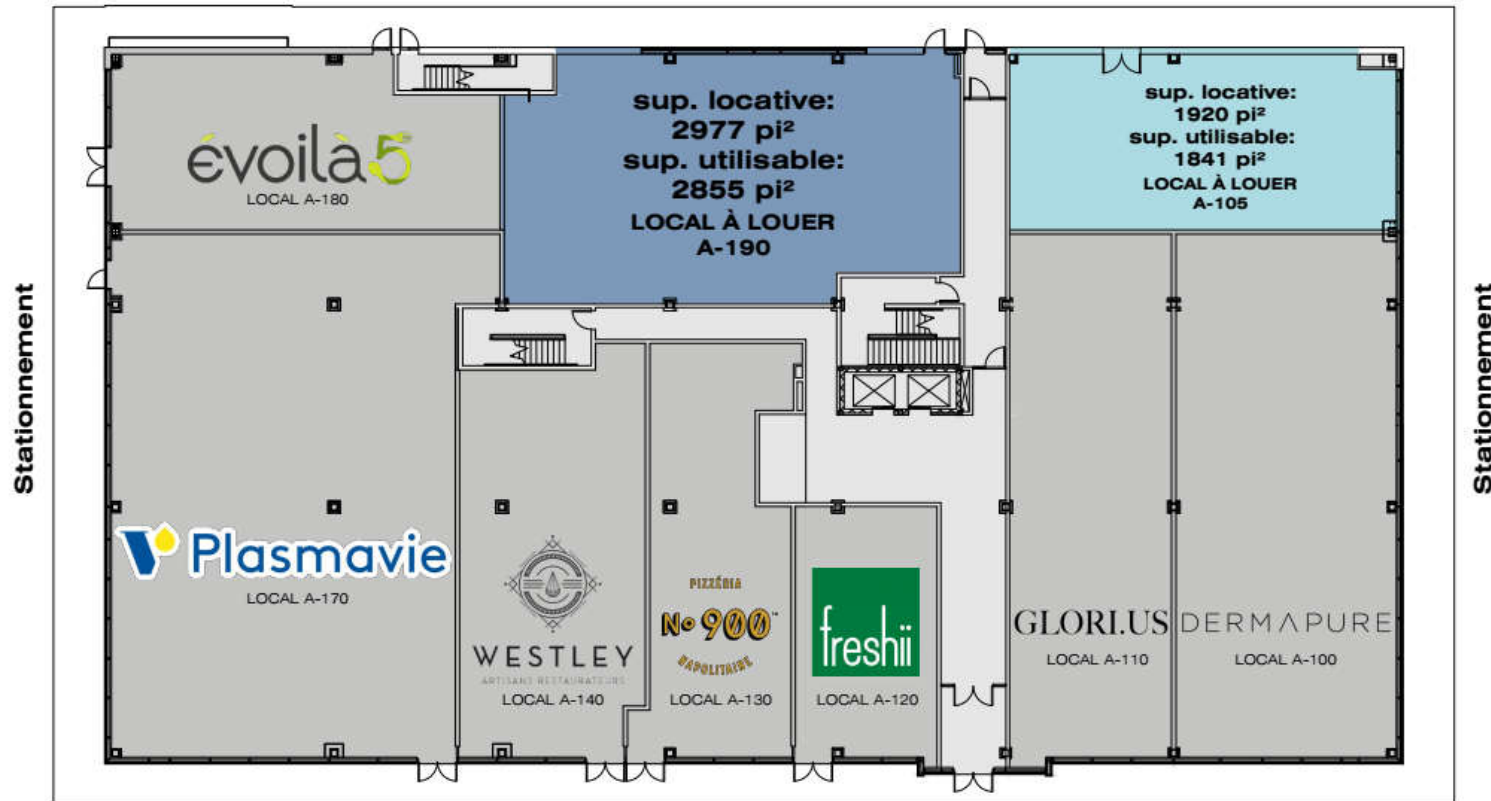 sup. locative:
2977 pi²
sup. utilisable:
2855 pi²
LOCAL À LOUER
A-190
sup. locative:
1920 pi²
sup. utilisable:
1841 pi²
LOCAL À LOUER
A-105
évoilà5
LOCAL A-180
Stationnement
Stationnement
Plasmavie
LOCAL A-170
WESTLEY
ARTISANS RESTAURATEURS
LOCAL A-140
PIZZÉRIA
No 900™
NAPOLITAINE
LOCAL A-130
freshii
LOCAL A-120
GLORI.US
LOCAL A-110
DERMAPURE
LOCAL A-100